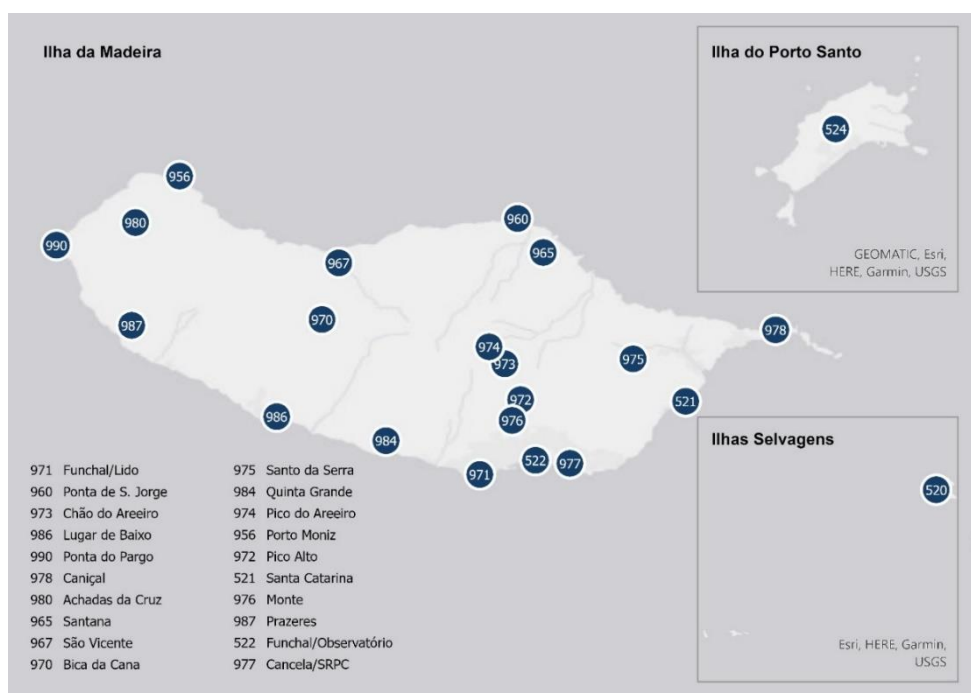 Ilha da Madeira
Ilha do Porto Santo
524
956
980
990
960
965
967
GEOMATIC, Esri,
HERE, Garmin, USGS
970
987
978
974
973
975
972
976
521
986
984
Ilhas Selvagens
522
977
971
520
971 Funchal/Lido
960 Ponta de S. Jorge
973 Chão do Areeiro
986 Lugar de Baixo
990 Ponta do Pargo
978 Caniçal
980 Achadas da Cruz
965 Santana
967 São Vicente
970 Bica da Cana
975 Santo da Serra
984 Quinta Grande
974 Pico do Areeiro
956 Porto Moniz
972 Pico Alto
521 Santa Catarina
976 Monte
987 Prazeres
522 Funchal/Observatório
977 Cancela/SRPC
Esri, HERE, Garmin,
USGS